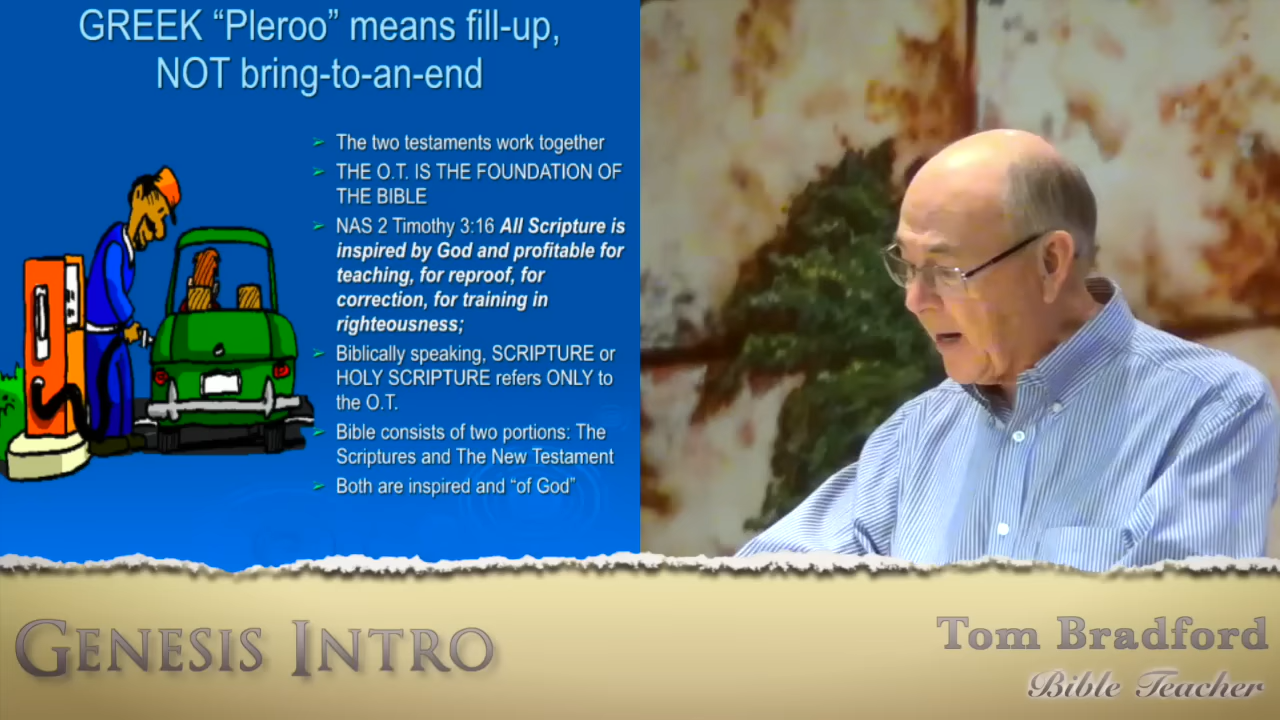 GREEK “Pleroo” means fill-up,
NOT bring-to-an-end
➢ The two testaments work together
➢ THE O.T. IS THE FOUNDATION OF
THE BIBLE
➢ NAS 2 Timothy 3:16 All Scripture is
inspired by God and profitable for
teaching, for reproof, for
correction, for training in
righteousness;
➢ Biblically speaking, SCRIPTURE or
HOLY SCRIPTURE refers ONLY to
the O.T.
➢ Bible consists of two portions: The
Scriptures and The New Testament
➢ Both are inspired and “of God”
GENESIS INTRO
Tom Bradford
Bible Teacher